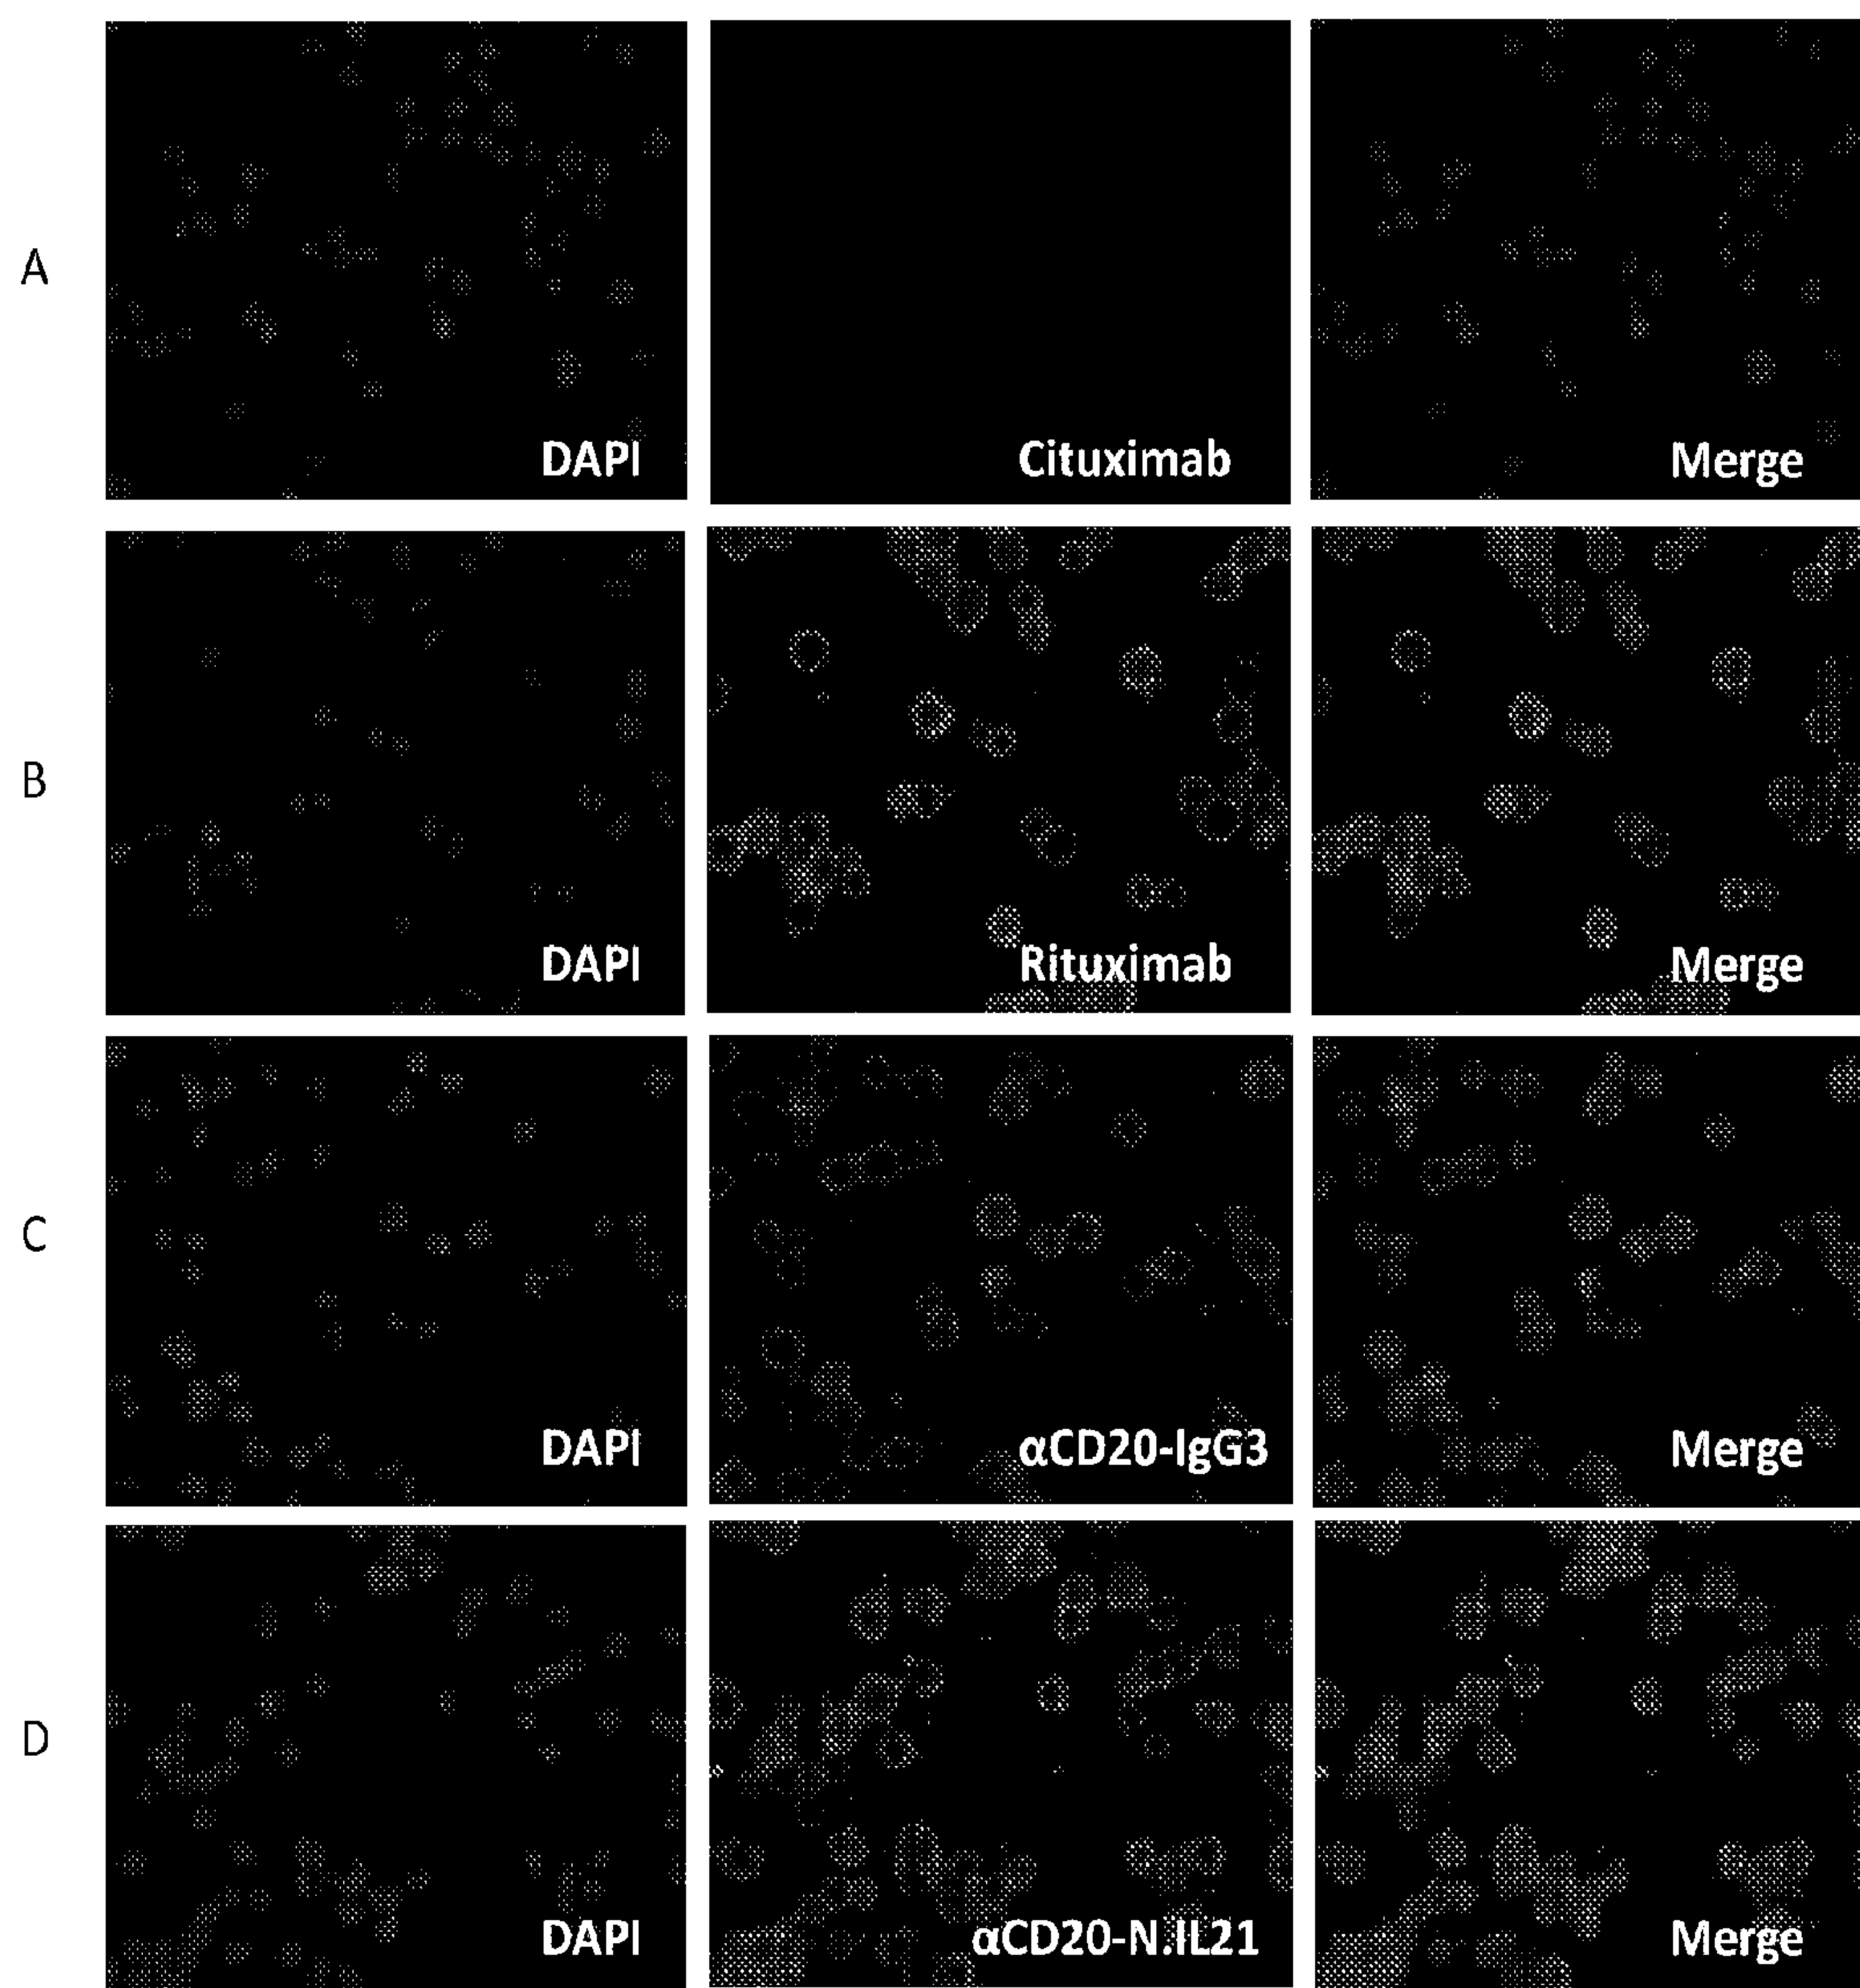 A
DAPI
Cituximab
Merge
B
DAPI
Rituximab
Merge
C
DAPI
αCD20-IgG3
Merge
D
DAPI
αCD20-N.IL21
Merge